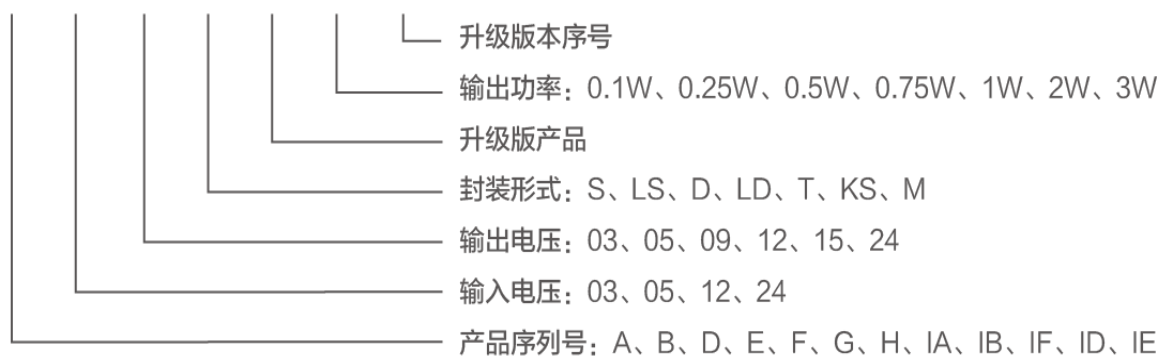 升级版本序号
输出功率：0.1W、0.25W、0.5W、0.75W、1W、2W、3W
升级版产品
封装形式：S、LS、D、LD、T、KS、M
输出电压：03、05、09、12、15、24
输入电压：03、05、12、24
产品序列号：A、B、D、E、F、G、H、IA、IB、IF、ID、IE